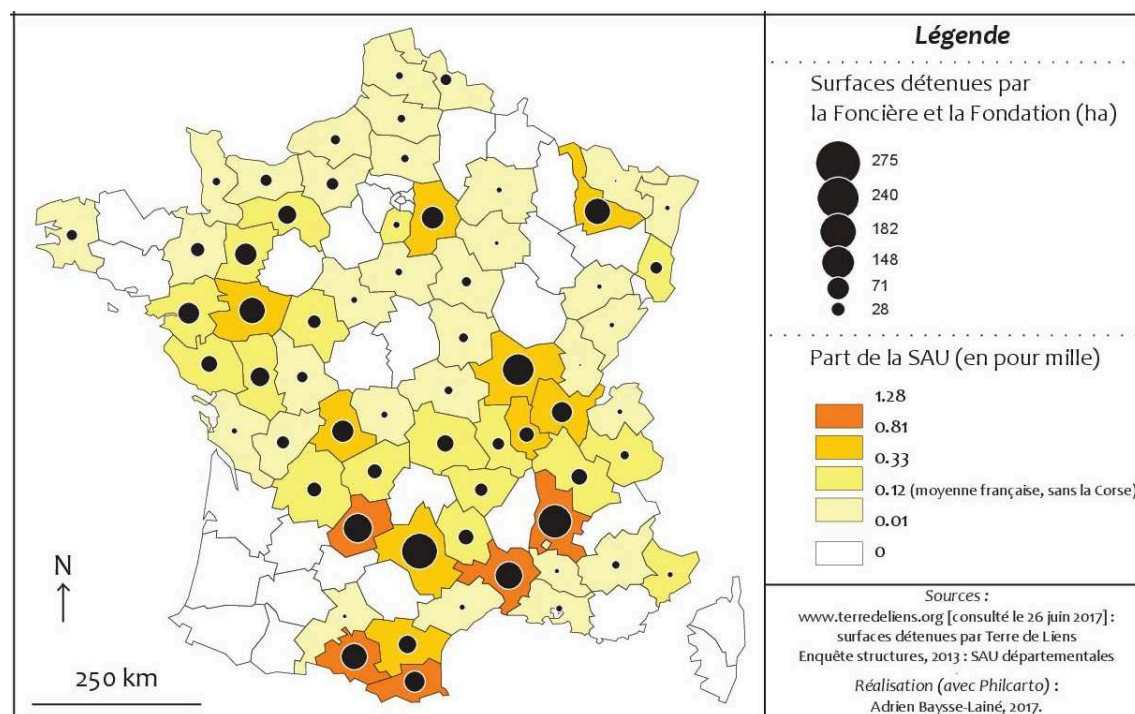 N
250 km
Légende
Surfaces détenues par
la Foncière et la Fondation (ha)
275
240
182
148
71
28
Part de la SAU (en pour mille)
1.28
0.81
0.33
0.12 (moyenne française, sans la Corse)
0.01
0
Sources :
www.terredeliens.org [consulté le 26 juin 2017] :
surfaces détenues par Terre de Liens
Enquête structures, 2013 : SAU départementales
Réalisation (avec Philcarto) :
Adrien Baysse-Lainé, 2017.